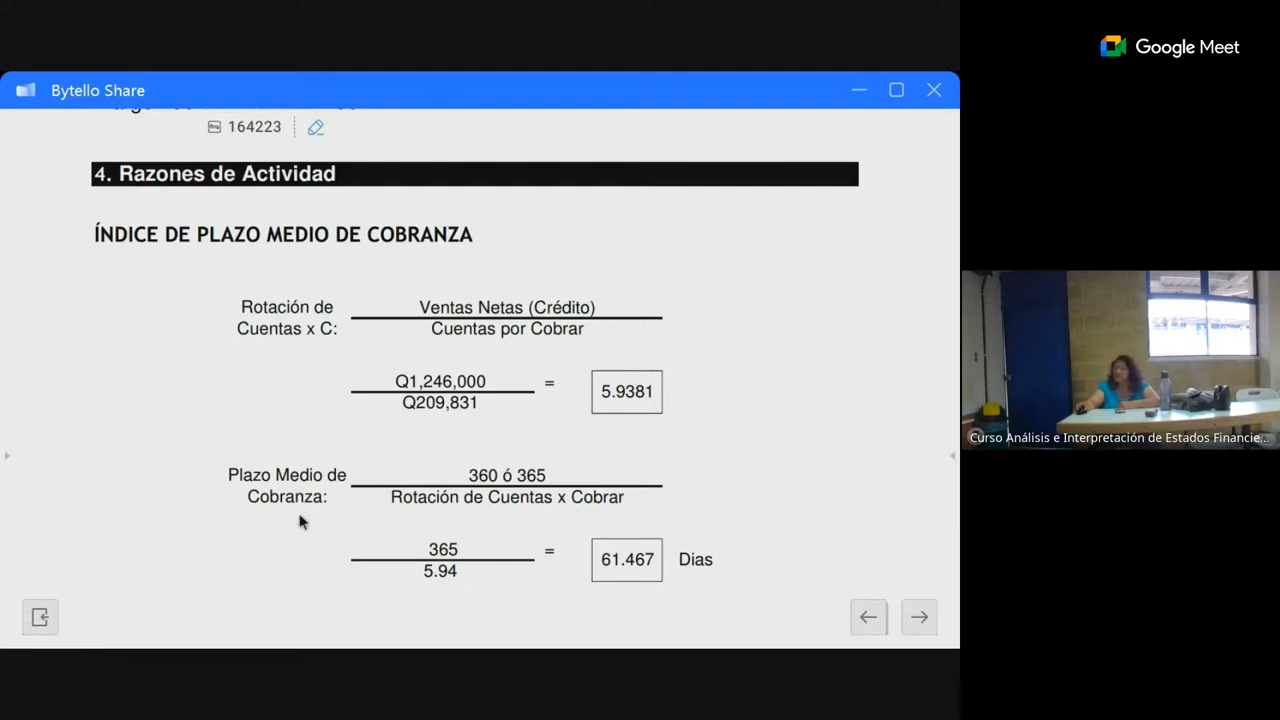 Google Meet
Bytello Share
164223
4. Razones de Actividad
ÍNDICE DE PLAZO MEDIO DE COBRANZA
Rotación de
Cuentas x C:
Ventas Netas (Crédito)
Cuentas por Cobrar
Q1,246,000
Q209,831
=
5.9381
Plazo Medio de
Cobranza:
360 ó 365
Rotación de Cuentas x Cobrar
365
5.94
=
61.467
Dias
Curso Análisis e Interpretación de Estados Financie...